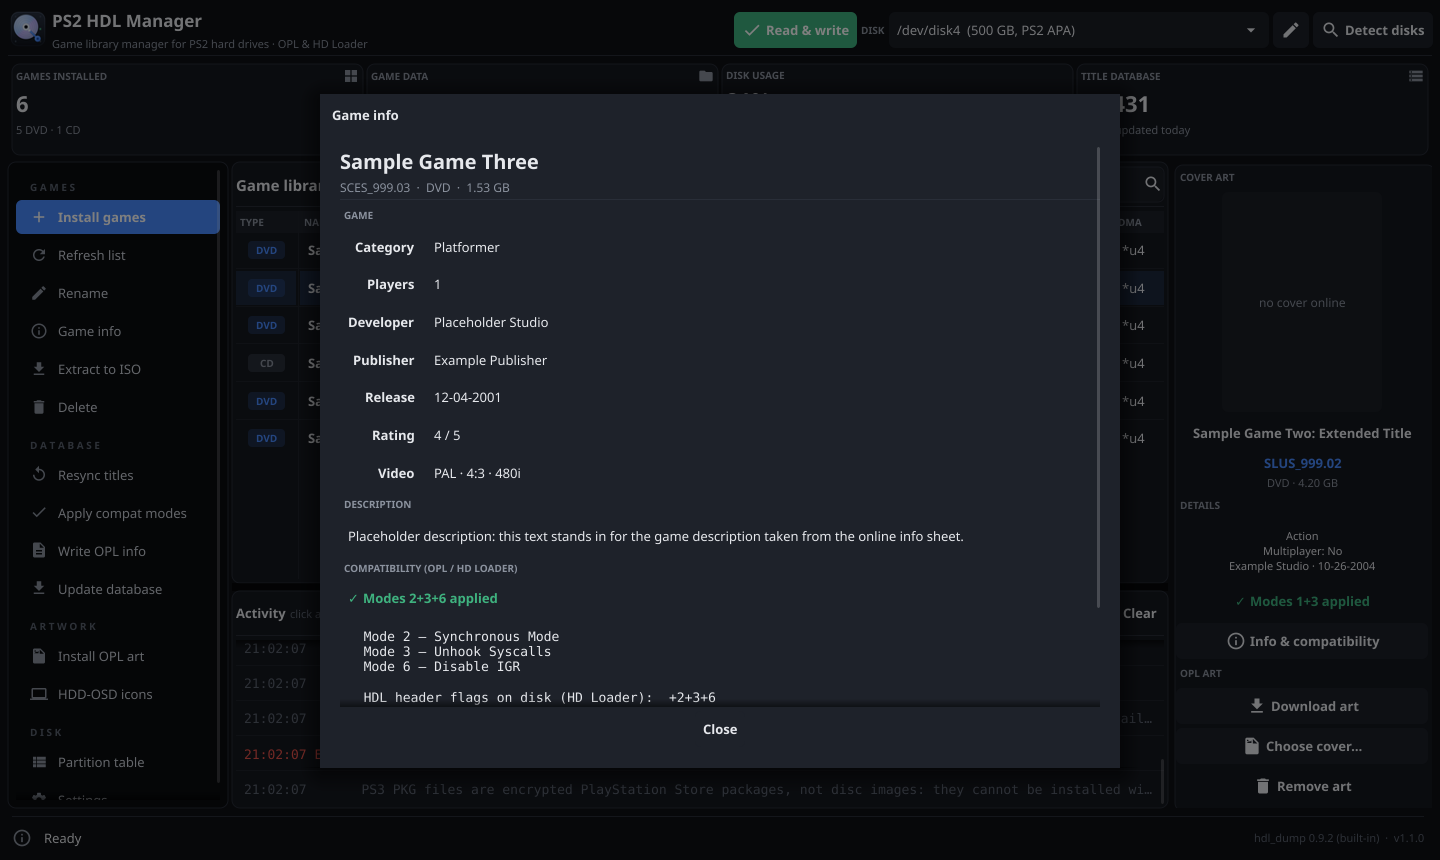 PS2 HDL Manager
Game library manager for PS2 hard drives · OPL & HD Loader
Read & write
DISK
/dev/disk4 (500 GB, PS2 APA)
Detect disks
GAMES INSTALLED
6
5 DVD · 1 CD
GAME DATA
DISK USAGE
TITLE DATABASE
updated today
GAMES
Install games
Refresh list
Rename
Game info
Extract to ISO
Delete
DATABASE
Resync titles
Apply compat modes
Write OPL info
Update database
ARTWORK
Install OPL art
HDD-OSD icons
DISK
Partition table
Settings
Game
TYPE
DVD
DVD
DVD
CD
DVD
DVD
*u4
*u4
*u4
*u4
*u4
*u4
Game info
Sample Game Three
SCES_999.03 · DVD · 1.53 GB
GAME
Category Platformer
Players 1
Developer Placeholder Studio
Publisher Example Publisher
Release 12-04-2001
Rating 4 / 5
Video PAL · 4:3 · 480i
DESCRIPTION
Placeholder description: this text stands in for the game description taken from the online info sheet.
COMPATIBILITY (OPL / HD LOADER)
✓ Modes 2+3+6 applied
Mode 2 — Synchronous Mode
Mode 3 — Unhook Syscalls
Mode 6 — Disable IGR
HDL header flags on disk (HD Loader): +2+3+6
Close
Activity
Clear
21:02:07
21:02:07
21:02:07
21:02:07
21:02:07 PS3 PKG files are encrypted PlayStation Store packages, not disc images: they cannot be installed wi…
COVER ART
no cover online
Sample Game Two: Extended Title
SLUS_999.02
DVD · 4.20 GB
DETAILS
Action
Multiplayer: No
Example Studio · 10-26-2004
✓ Modes 1+3 applied
Info & compatibility
OPL ART
Download art
Choose cover...
Remove art
Ready
hdl_dump 0.9.2 (built-in) · v1.1.0